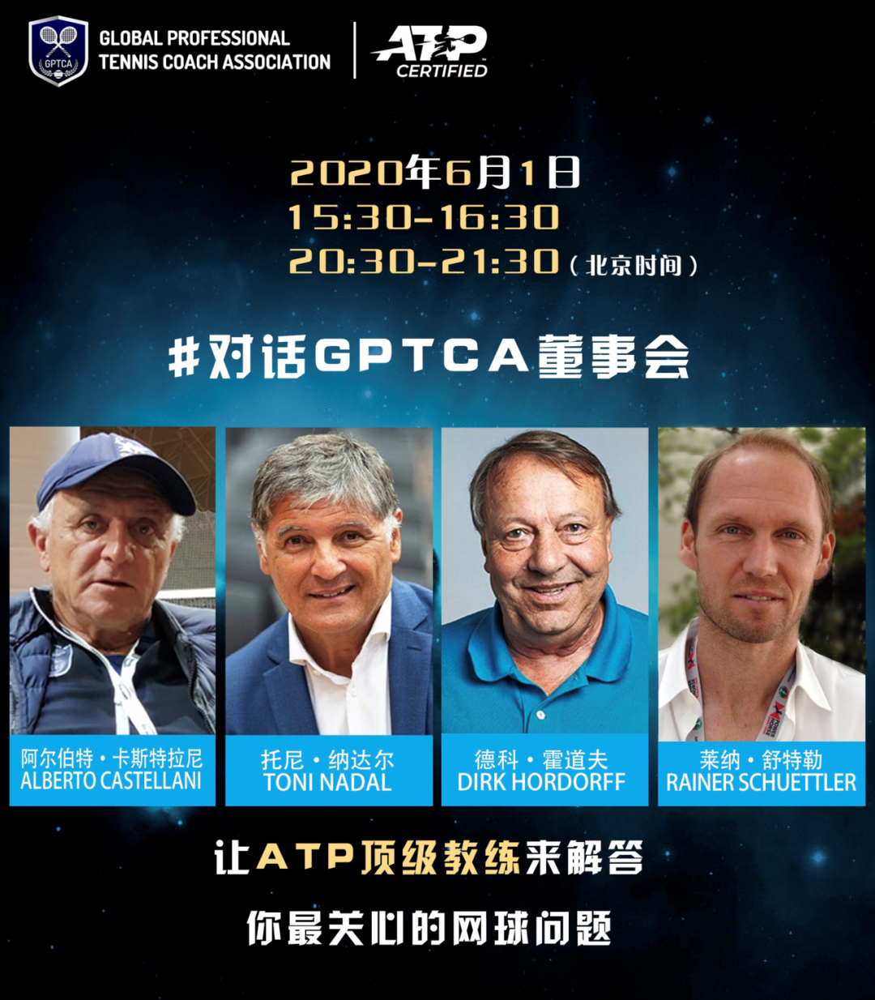 GPTCA
GLOBAL PROFESSIONAL
TENNIS COACH ASSOCIATION
ATP
CERTIFIED
2020年6月1日
15:30-16:30
20:30-21:30(北京时间)
#对话GPTCA董事会
POWER HORSE
阿尔伯特·卡斯特拉尼
ALBERTO CASTELLANI
托尼·纳达尔
TONI NADAL
德科·霍道夫
DIRK HORDORFF
莱纳·舒特勒
RAINER SCHUETTLER
让ATP顶级教练来解答
你最关心的网球问题